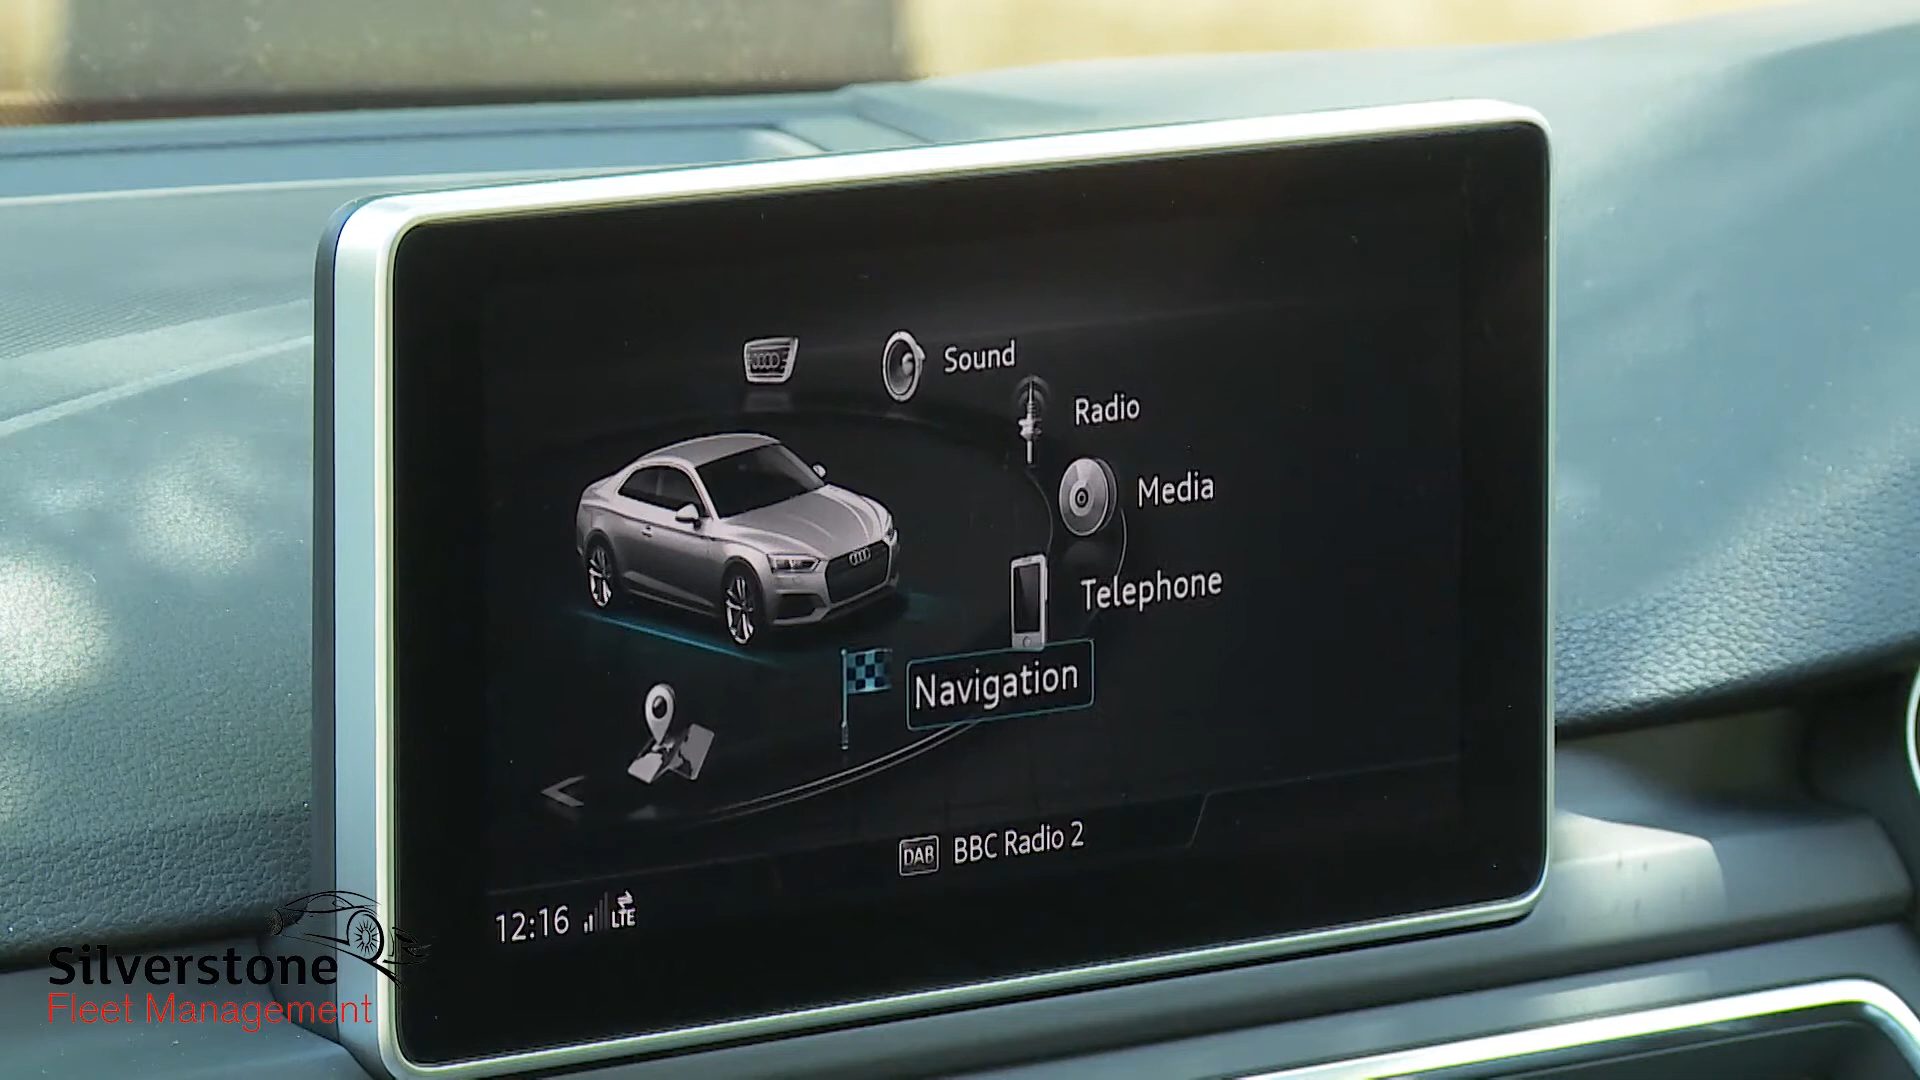 Sound
Radio
Media
Telephone
Navigation
DAB BBC Radio 2
12:16 LTE
Silverstone
Fleet Management